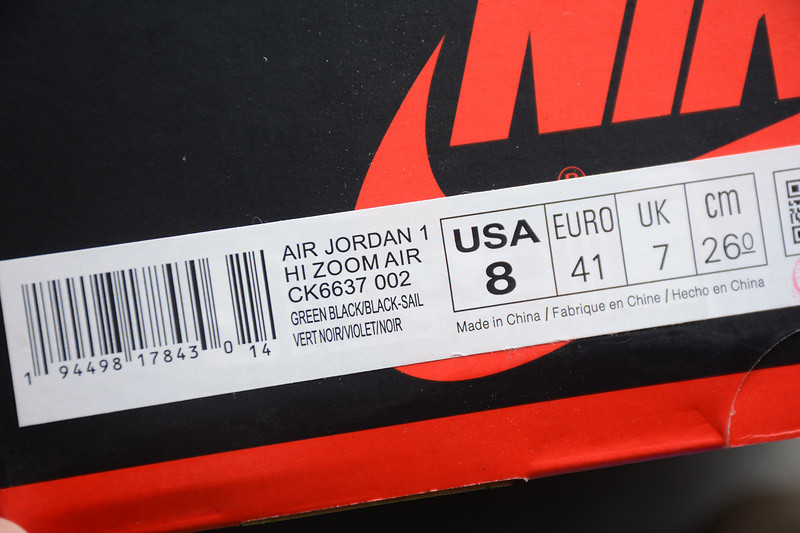 NIK
®
AIR JORDAN 1
HI ZOOM AIR
CK6637 002
GREEN BLACK/BLACK-SAIL
VERT NOIR/VIOLET/NOIR
1 94498 17843 0 14
USA
8
EURO
41
UK
7
cm
260
Made in China / Fabrique en Chine / Hecho en China